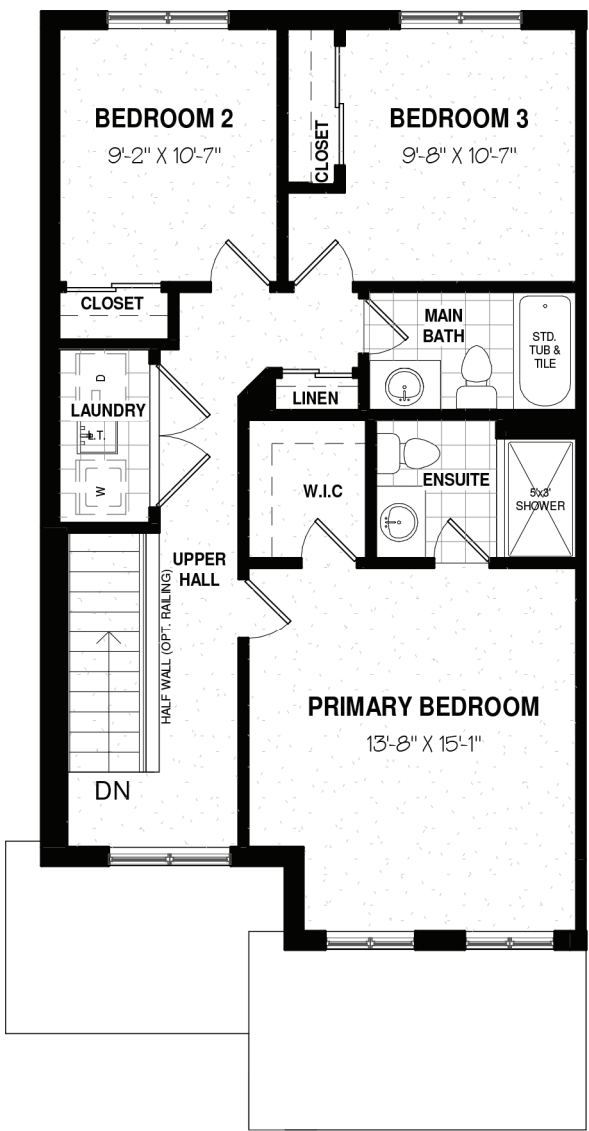 BEDROOM 2
9'-2" X 10'-7"
CLOSET
BEDROOM 3
9'-8" X 10'-7"
CLOSET
MAIN
BATH
STD.
TUB &
TILE
LINEN
D
LAUNDRY
L.T.
W
W.I.C
ENSUITE
5'x3'
SHOWER
UPPER
HALL
HALF WALL (OPT. RAILING)
PRIMARY BEDROOM
13'-8" X 15'-1"
DN